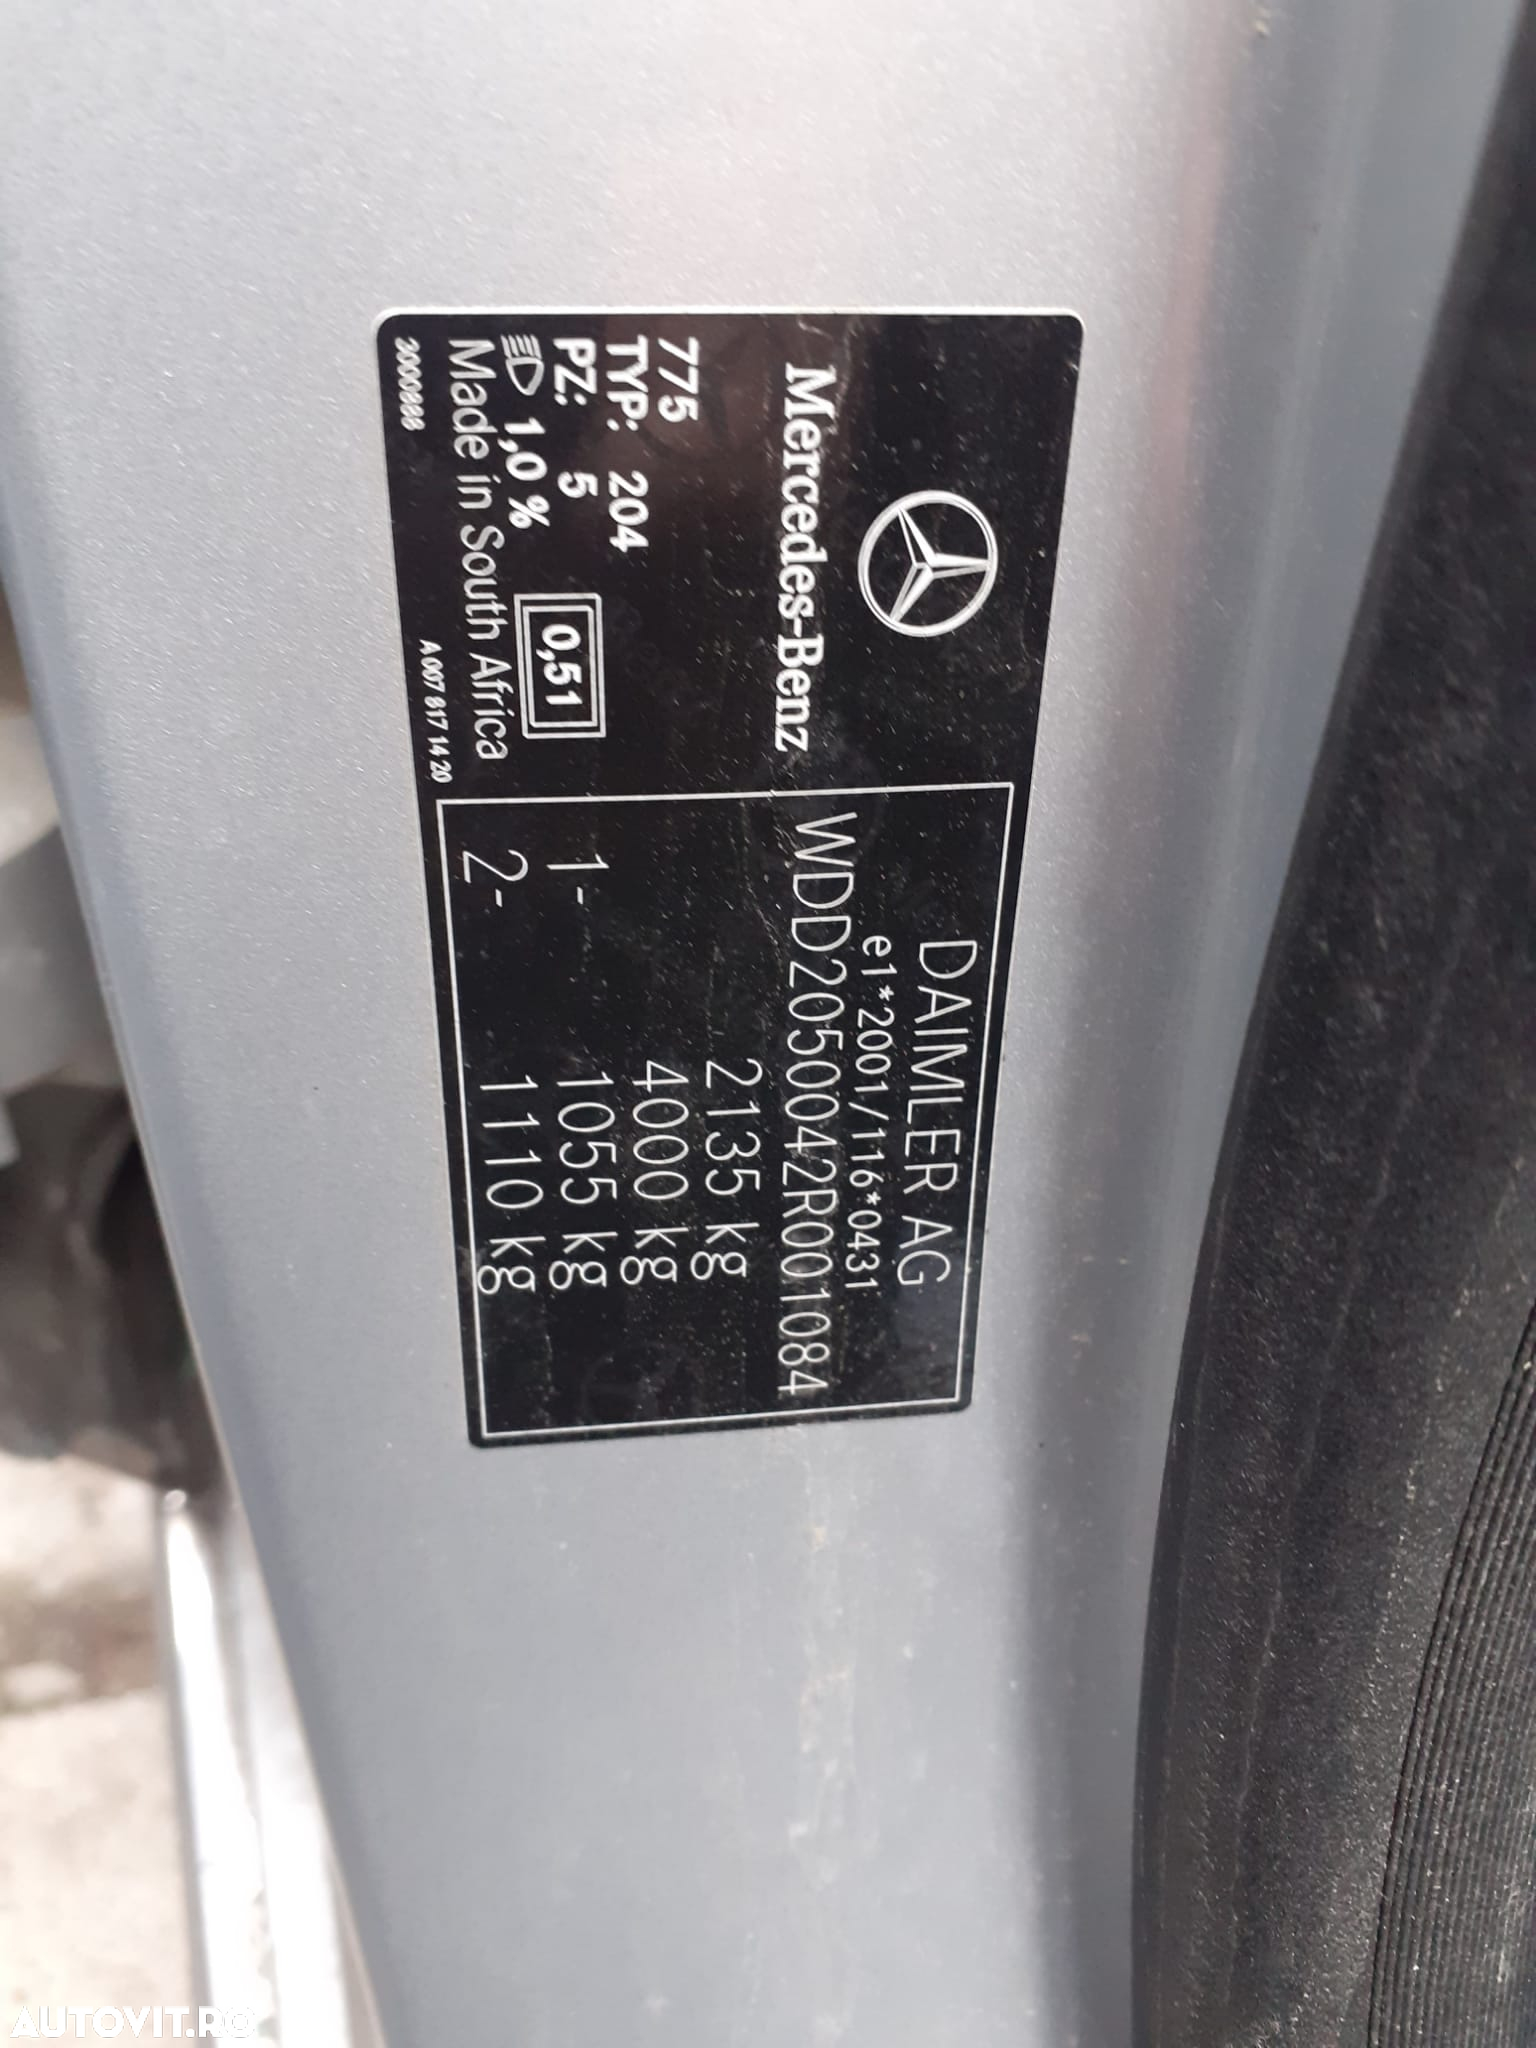 Mercedes-Benz
775
TYP: 204
PZ: 5
1,0 %
0,51
Made in South Africa
3000888
A 007 817 14 20
DAIMLER AG
e1*2001/116*0431
WDD2050042R001084
2135 kg
4000 kg
1- 1055 kg
2- 1110 kg
AUTOVIT.RO